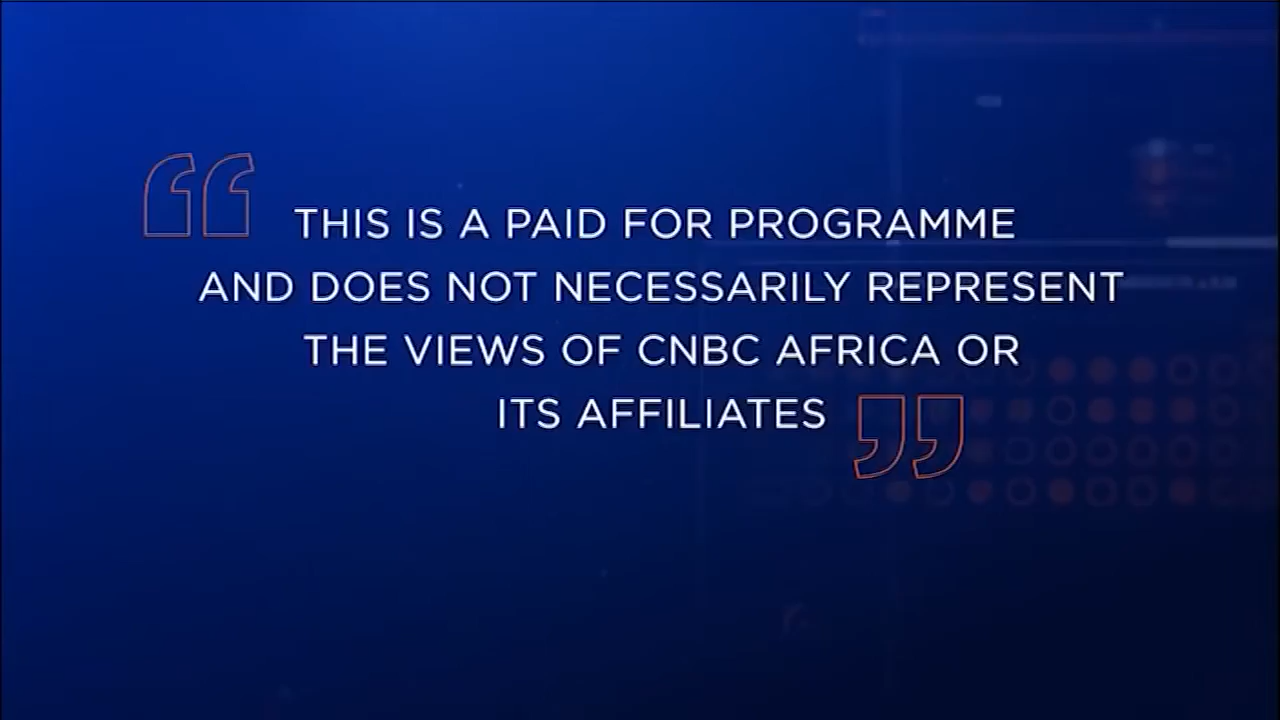 THIS IS A PAID FOR PROGRAMME
AND DOES NOT NECESSARILY REPRESENT
THE VIEWS OF CNBC AFRICA OR
ITS AFFILIATES